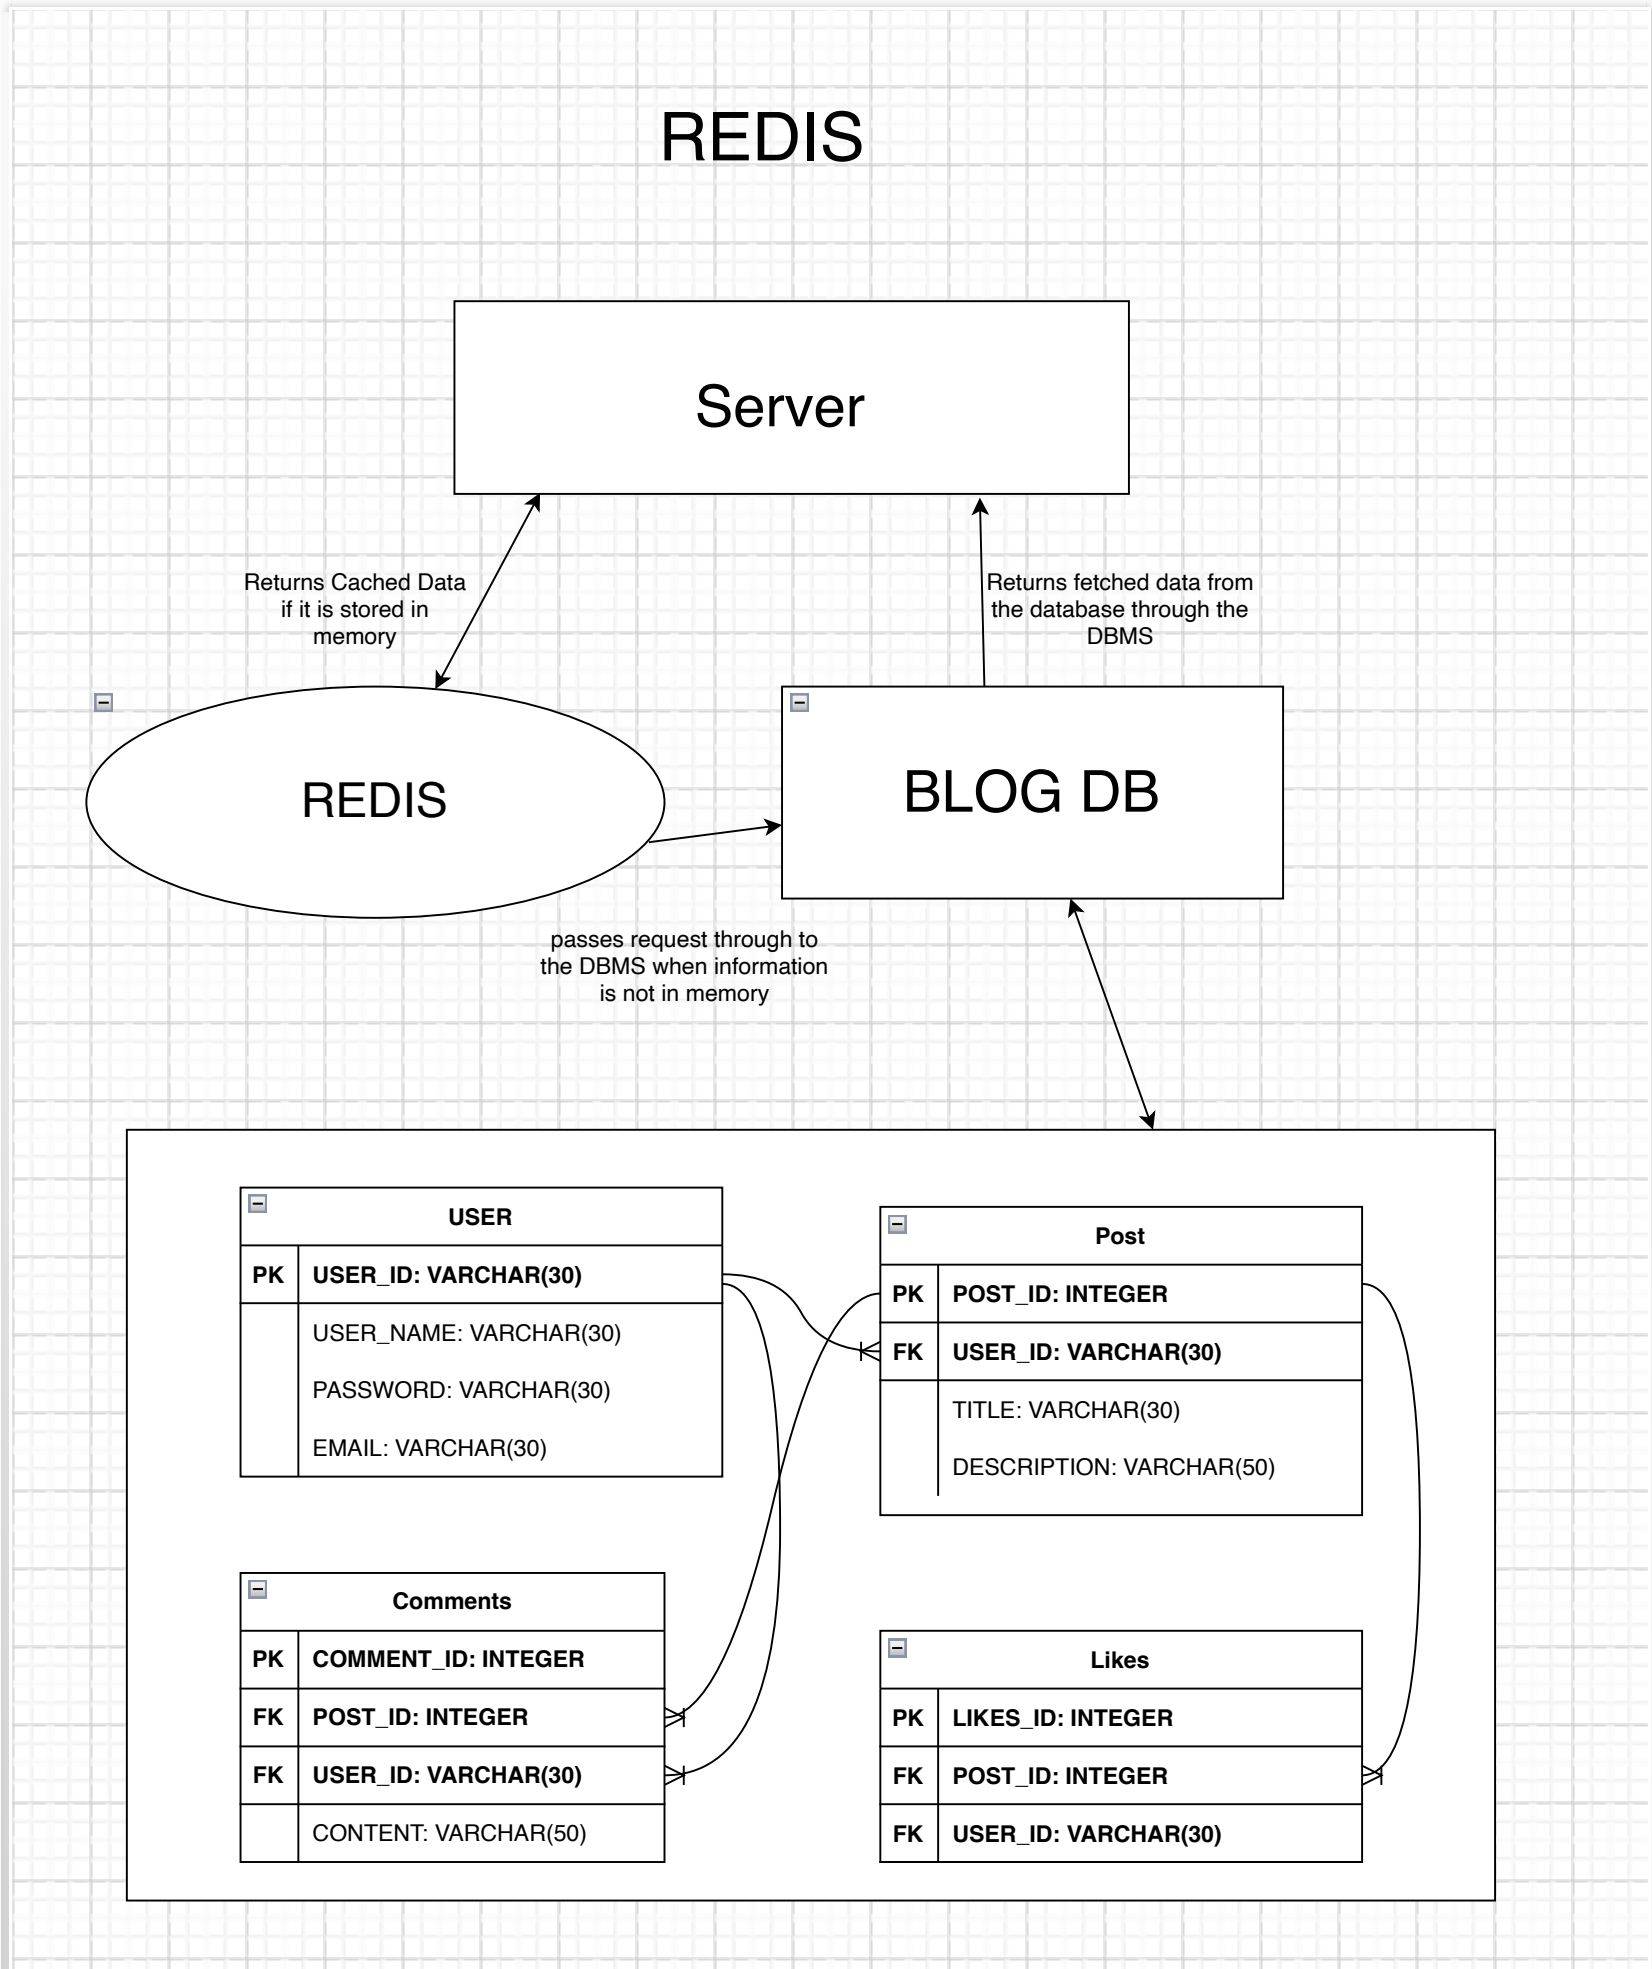 REDIS
Server
Returns Cached Data
if it is stored in
memory
Returns fetched data from
the database through the
DBMS
REDIS
BLOG DB
passes request through to
the DBMS when information
is not in memory
USER
PK USER_ID: VARCHAR(30)
USER_NAME: VARCHAR(30)
PASSWORD: VARCHAR(30)
EMAIL: VARCHAR(30)
Post
PK POST_ID: INTEGER
FK USER_ID: VARCHAR(30)
TITLE: VARCHAR(30)
DESCRIPTION: VARCHAR(50)
Comments
PK COMMENT_ID: INTEGER
FK POST_ID: INTEGER
FK USER_ID: VARCHAR(30)
CONTENT: VARCHAR(50)
Likes
PK LIKES_ID: INTEGER
FK POST_ID: INTEGER
FK USER_ID: VARCHAR(30)